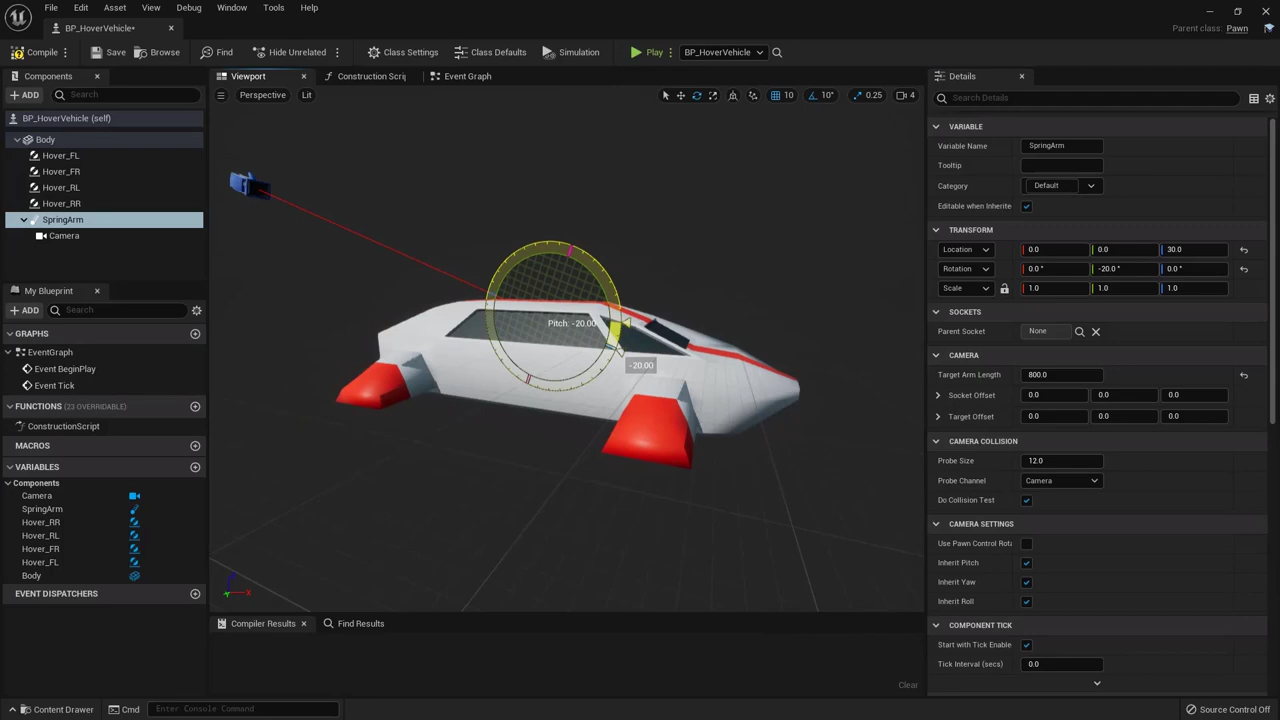 File Edit Asset View Debug Window Tools Help
BP_HoverVehicle*
Parent class: Pawn
Compile Save Browse Find Hide Unrelated Class Settings Class Defaults Simulation Play BP_HoverVehicle
Components
ADD Search
BP_HoverVehicle (self)
Body
Hover_FL
Hover_FR
Hover_RL
Hover_RR
SpringArm
Camera
My Blueprint
ADD Search
GRAPHS
EventGraph
Event BeginPlay
Event Tick
FUNCTIONS (23 OVERRIDABLE)
ConstructionScript
MACROS
VARIABLES
Components
Camera
SpringArm
Hover_RR
Hover_RL
Hover_FR
Hover_FL
Body
EVENT DISPATCHERS
Viewport Construction Scrip Event Graph
Perspective Lit 10 10° 0.25 4
Pitch: -20.00
-20.00
X
Compiler Results Find Results
Clear
Details
Search Details
VARIABLE
Variable Name SpringArm
Tooltip
Category Default
Editable when Inherite
TRANSFORM
Location 0.0 0.0 30.0
Rotation 0.0 ° -20.0 ° 0.0 °
Scale 1.0 1.0 1.0
SOCKETS
Parent Socket None
CAMERA
Target Arm Length 800.0
Socket Offset 0.0 0.0 0.0
Target Offset 0.0 0.0 0.0
CAMERA COLLISION
Probe Size 12.0
Probe Channel Camera
Do Collision Test
CAMERA SETTINGS
Use Pawn Control Rota
Inherit Pitch
Inherit Yaw
Inherit Roll
COMPONENT TICK
Start with Tick Enable
Tick Interval (secs) 0.0
Content Drawer Cmd Enter Console Command Source Control Off